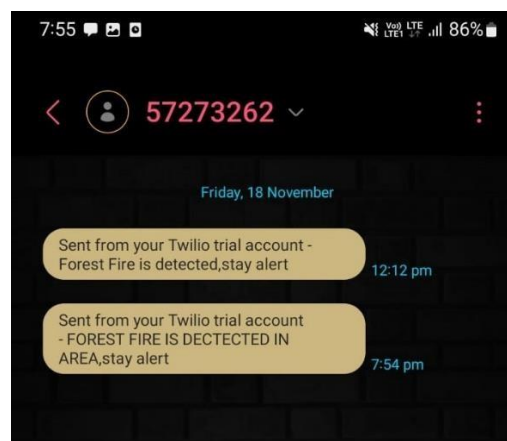 7:55
Vo) LTE .ıl 86%
LTE1
57273262
Friday, 18 November
Sent from your Twilio trial account -
Forest Fire is detected,stay alert
12:12 pm
Sent from your Twilio trial account
- FOREST FIRE IS DECTECTED IN
AREA,stay alert
7:54 pm